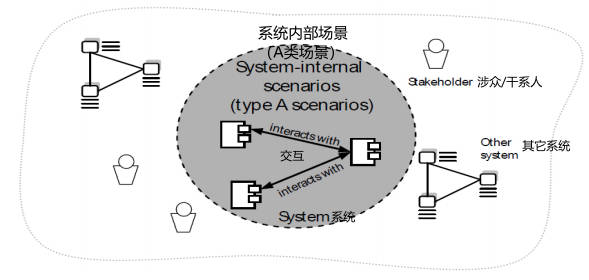 系统内部场景
(A类场景)
System-internal
scenarios
(type A scenarios)
Stakeholder 涉众/干系人
interacts with
交互
interacts with
Other
system 其它系统
System系统